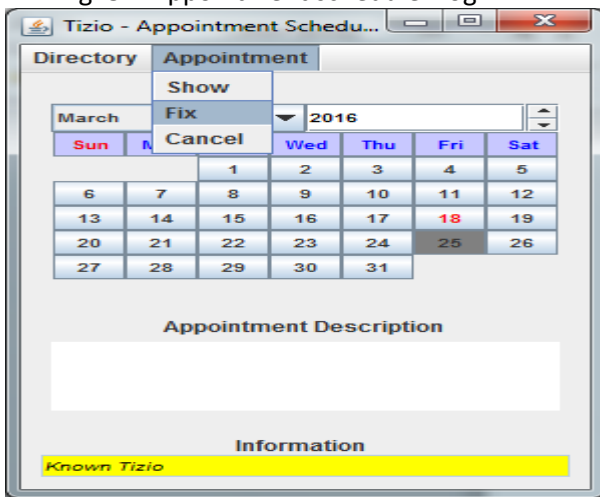 Tizio - Appointment Schedu...
Directory Appointment
Show
Fix
Cancel
March 2016
Sun Wed Thu Fri Sat
1 2 3 4 5
6 7 8 9 10 11 12
13 14 15 16 17 18 19
20 21 22 23 24 25 26
27 28 29 30 31
Appointment Description
Information
Known Tizio